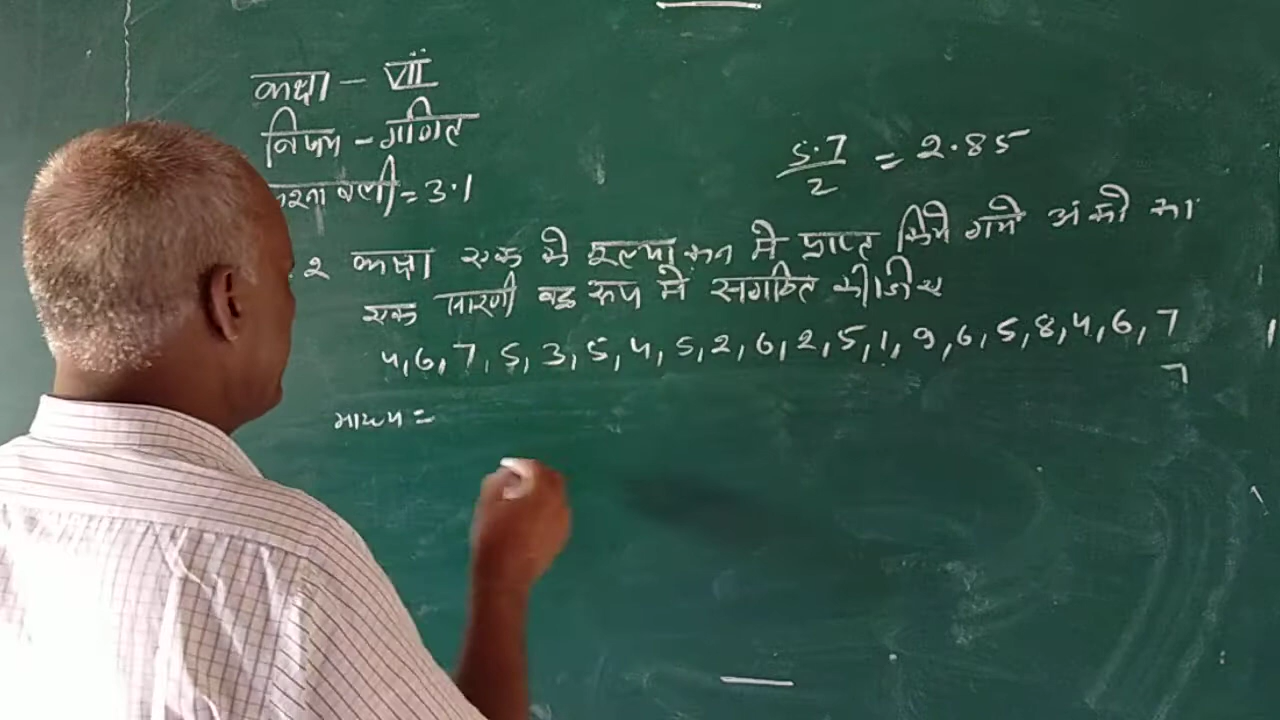 कक्षा - VII
विषय - गणित
प्रश्नावली = 3.1
5.7/2 = 2.85
2 कक्षा एक में मूल्यांकन में प्राप्त किये गये अंकों का
एक सारणी बद्ध रूप में संगठित कीजिए
4, 6, 7, 5, 3, 5, 4, 5, 2, 6, 2, 5, 1, 9, 6, 5, 8, 4, 6, 7
7
माध्य =